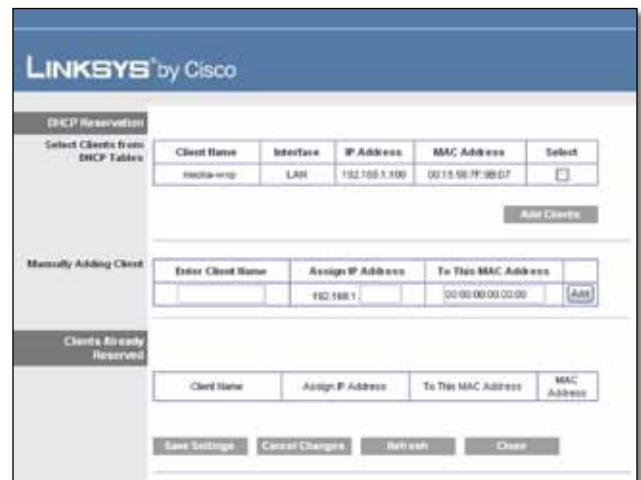 LINKSYS by Cisco
DHCP Reservation
Select Clients from
DHCP Tables
Client Name Interface IP Address MAC Address Select
LAN 192.168.1.100
Add Clients
Manually Adding Client
Enter Client Name Assign IP Address To This MAC Address
192.168.1. 00:00:00:00:00:00 Add
Clients Already
Reserved
Client Name Assign IP Address To This MAC Address MAC
Address
Save Settings Cancel Changes Refresh Close